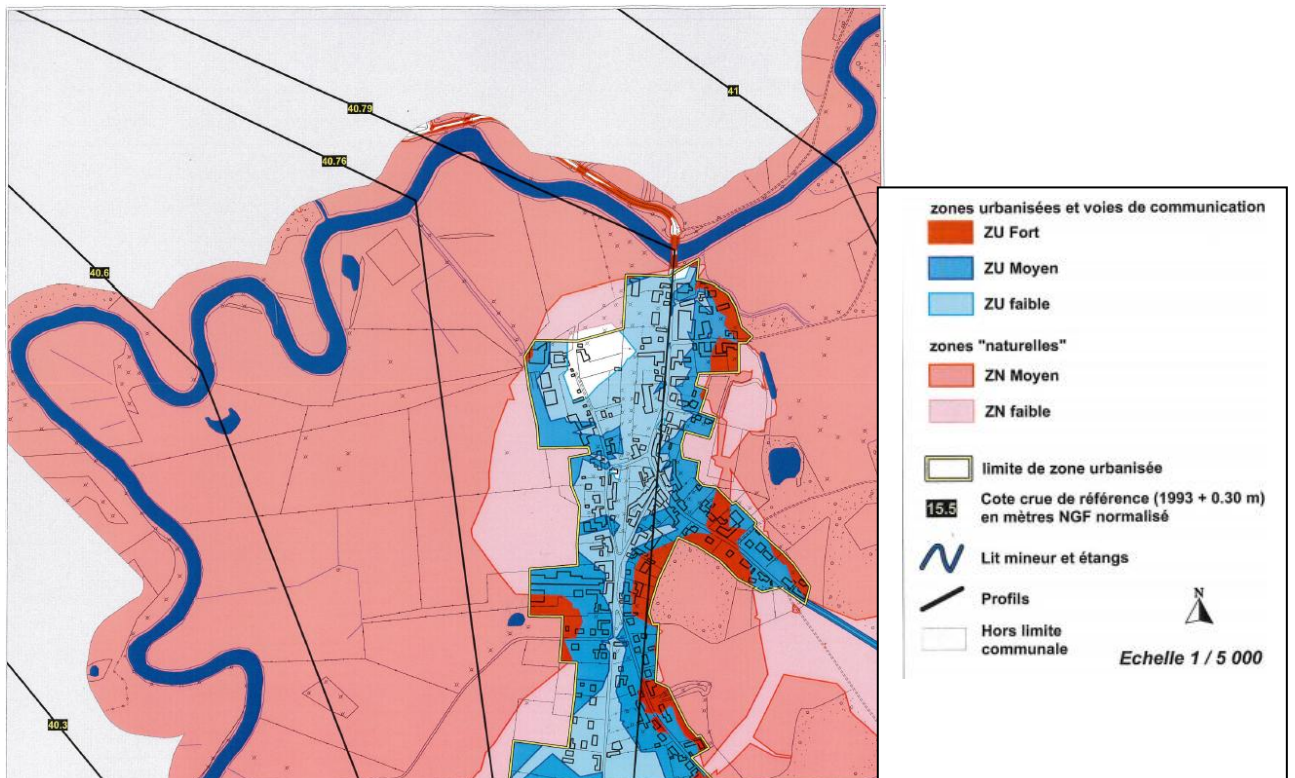 41
40.79
40.76
40.6
40.3
zones urbanisées et voies de communication
ZU Fort
ZU Moyen
ZU faible
zones "naturelles"
ZN Moyen
ZN faible
limite de zone urbanisée
15.5
Cote crue de référence (1993 + 0.30 m)
en mètres NGF normalisé
Lit mineur et étangs
Profils
N
Hors limite
communale
Echelle 1 / 5 000